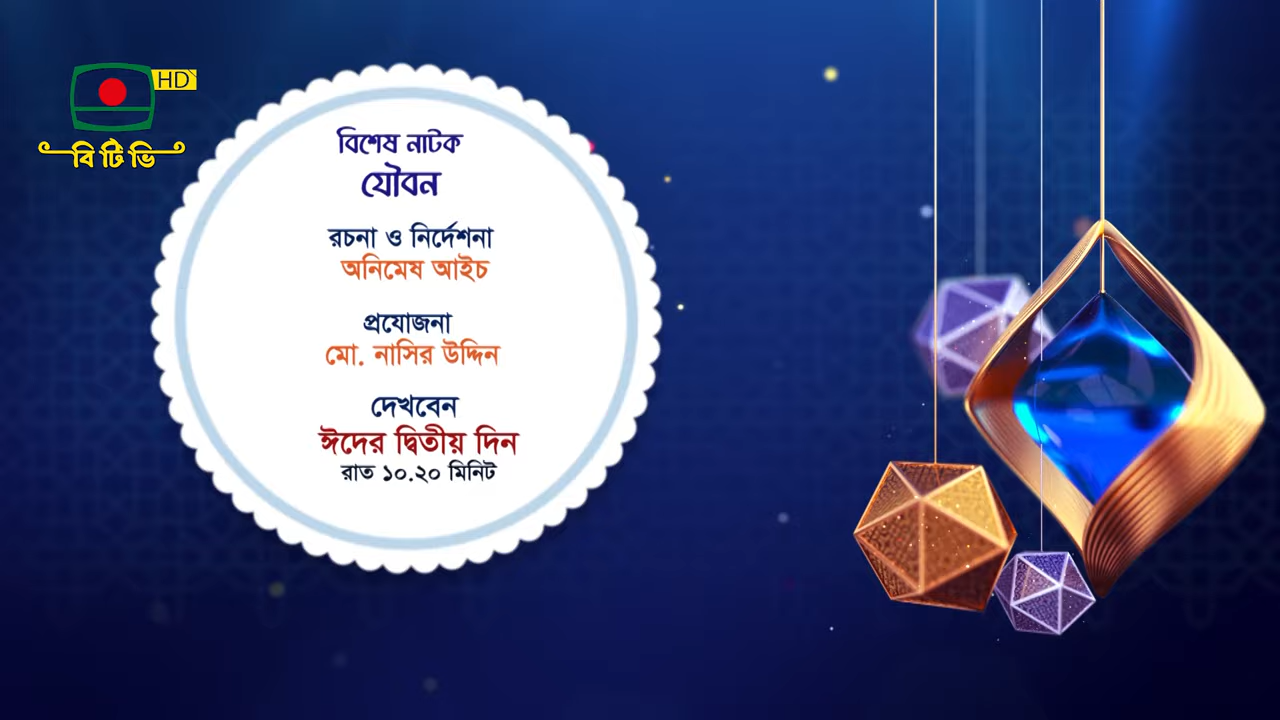 HD
বিটিভি
বিশেষ নাটক
যৌবন
রচনা ও নির্দেশনা
অনিমেষ আইচ
প্রযোজনা
মো. নাসির উদ্দিন
দেখবেন
ঈদের দ্বিতীয় দিন
রাত ১০.২০ মিনিট